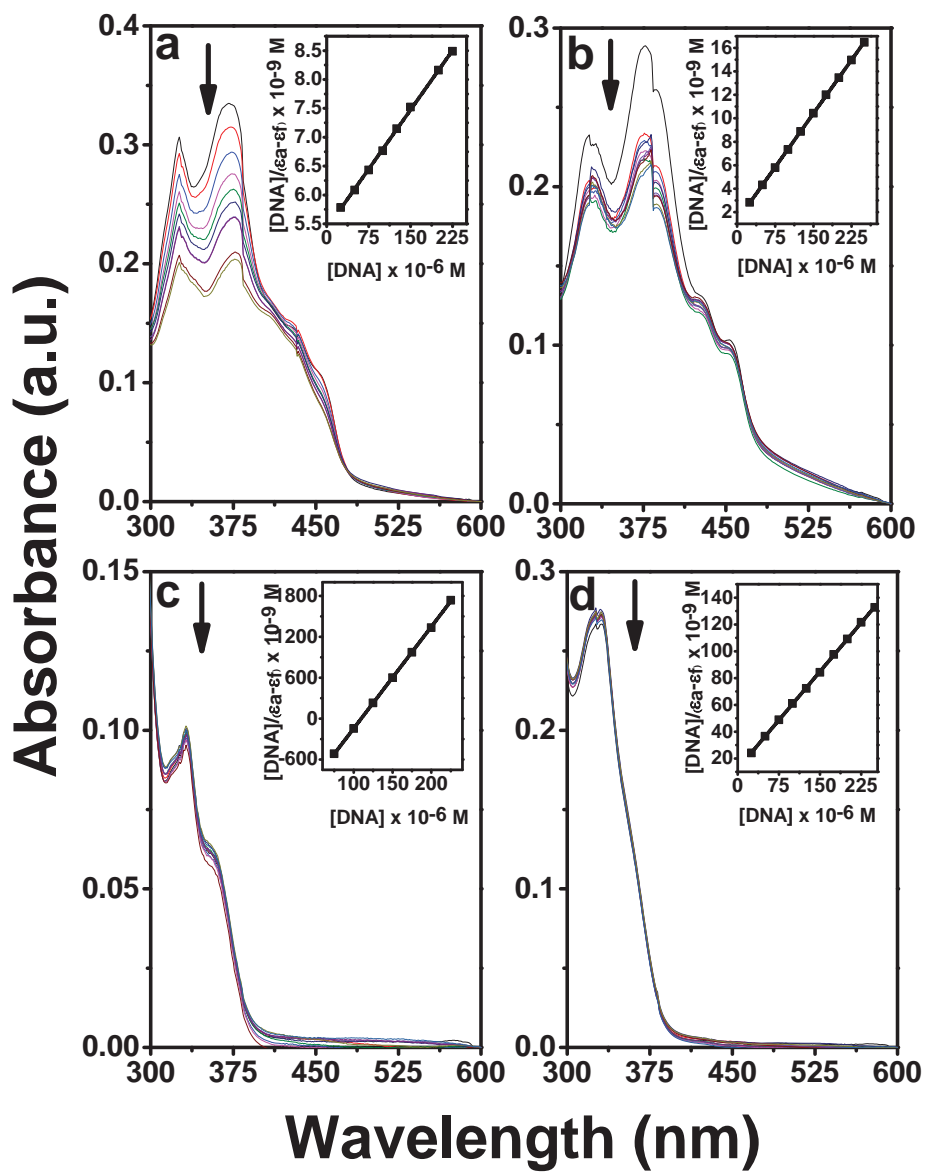 Absorbance (a.u.)
a
0.4
0.3
0.2
0.1
0.0
300 375 450 525 600
[DNA]/(εa-εf) x 10-9 M
8.5
8.0
7.5
7.0
6.5
6.0
5.5
0 75 150 225
[DNA] x 10-6 M
b
0.3
0.2
0.1
0.0
300 375 450 525 600
[DNA]/(εa-εf) x 10-9 M
16
14
12
10
8
6
4
2
0 75 150 225
[DNA] x 10-6 M
c
0.15
0.10
0.05
0.00
300 375 450 525 600
[DNA]/(εa-εf) x 10-9 M
1800
1200
600
0
-600
100 150 200
[DNA] x 10-6 M
d
0.3
0.2
0.1
0.0
300 375 450 525 600
[DNA]/(εa-εf) x 10-9 M
140
120
100
80
60
40
20
0 75 150 225
[DNA] x 10-6 M
Wavelength (nm)